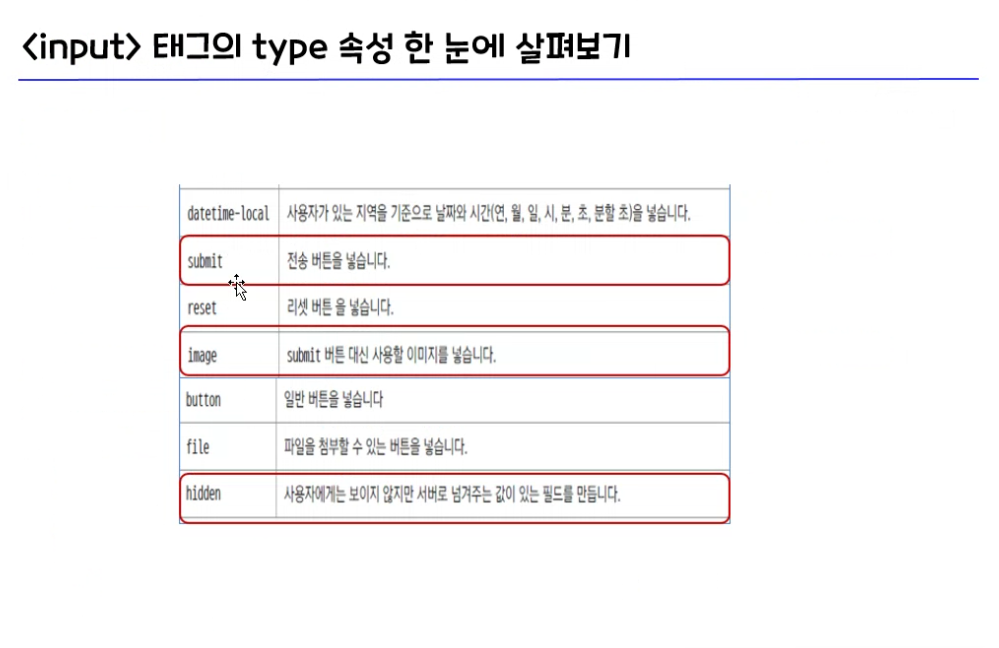 <input> 태그의 type 속성 한 눈에 살펴보기
datetime-local 사용자가 있는 지역을 기준으로 날짜와 시간(연, 월, 일, 시, 분, 초, 분할 초)을 넣습니다.
submit 전송 버튼을 넣습니다.
reset 리셋 버튼 을 넣습니다.
image submit 버튼 대신 사용할 이미지를 넣습니다.
button 일반 버튼을 넣습니다
file 파일을 첨부할 수 있는 버튼을 넣습니다.
hidden 사용자에게는 보이지 않지만 서버로 넘겨주는 값이 있는 필드를 만듭니다.